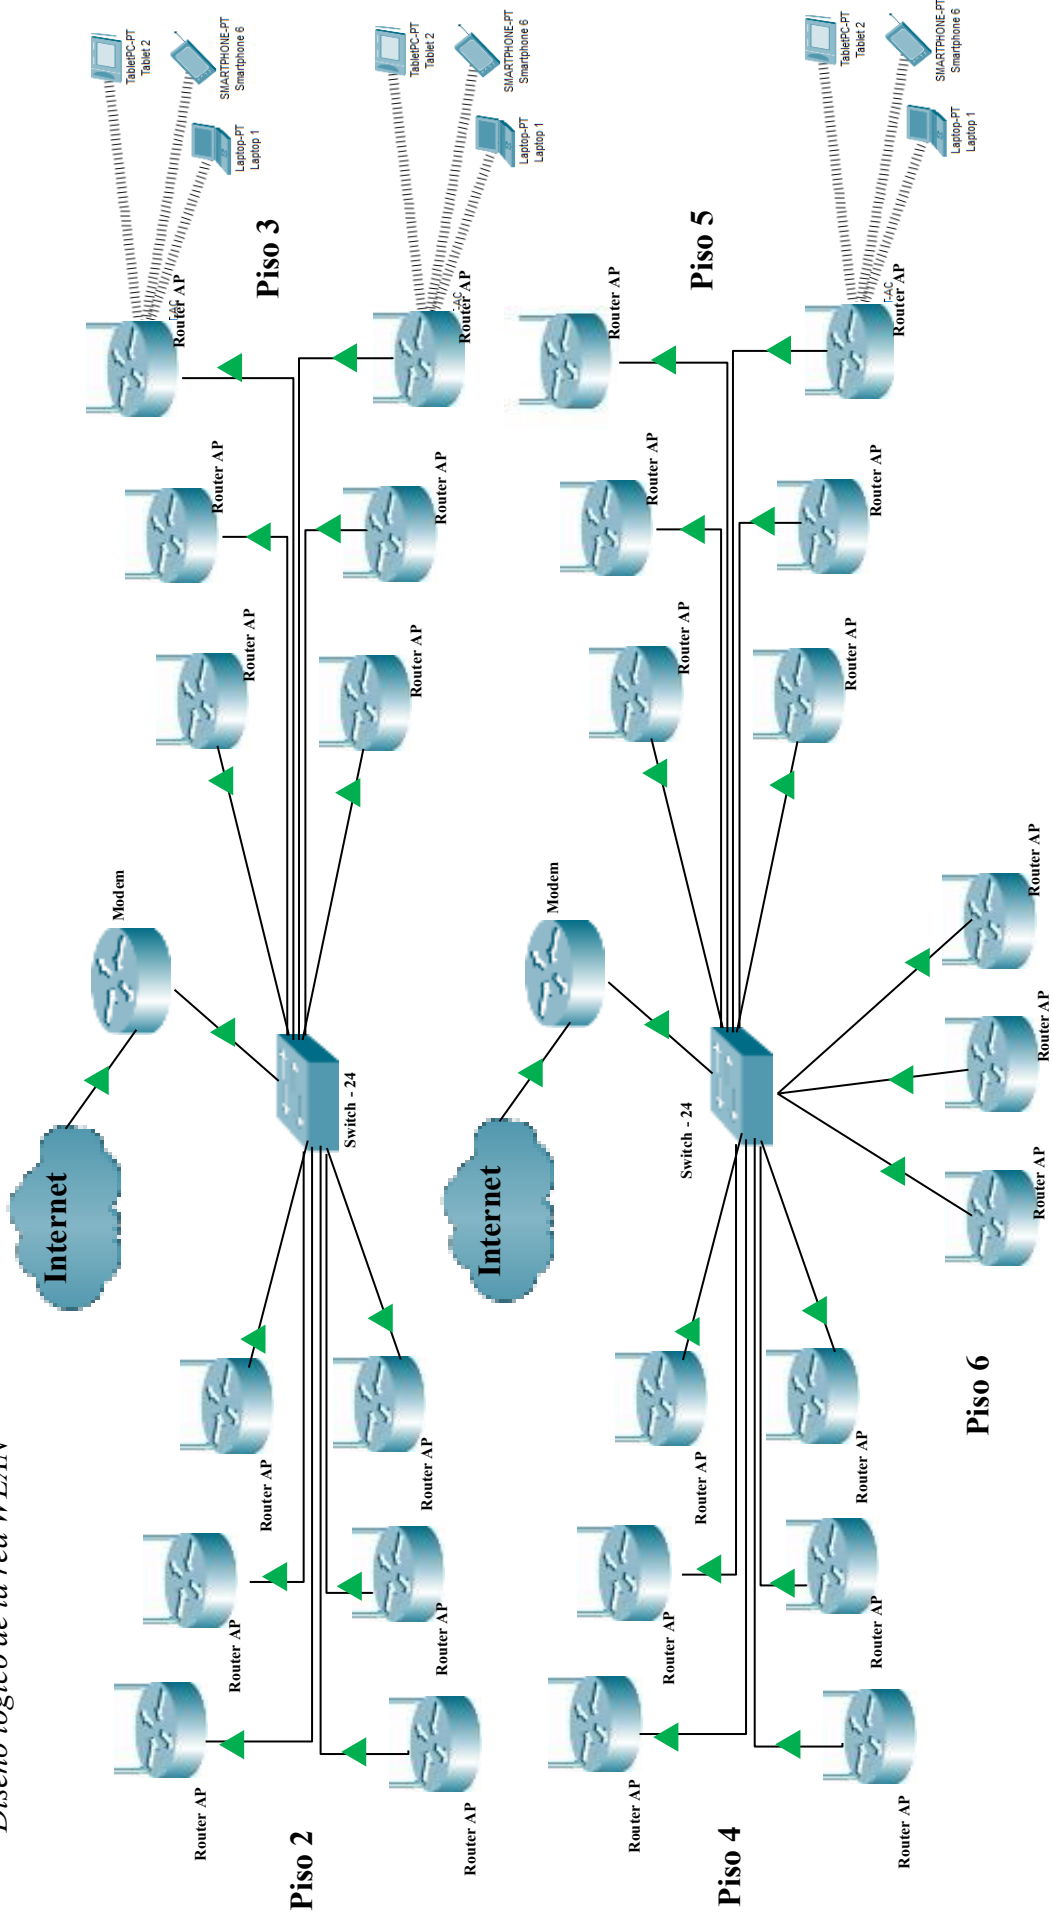 Diseño lógico de la red WLAN
Internet
Modem
TabletPC-PT
Tablet 2
SMARTPHONE-PT
Smartphone 6
Laptop-PT
Laptop 1
Router AP
Router AP
Router AP
Router AP
Router AP
Router AP
Piso 2
Switch - 24
Piso 3
TabletPC-PT
Tablet 2
SMARTPHONE-PT
Smartphone 6
Laptop-PT
Laptop 1
Router AP
Router AP
Router AP
Router AP
Router AP
Router AP
Internet
Modem
Router AP
Router AP
Router AP
Router AP
Router AP
Router AP
Piso 4
Switch - 24
Piso 5
TabletPC-PT
Tablet 2
SMARTPHONE-PT
Smartphone 6
Laptop-PT
Laptop 1
Router AP
Router AP
Router AP
Router AP
Router AP
Router AP
Piso 6
Router AP
Router AP
Router AP